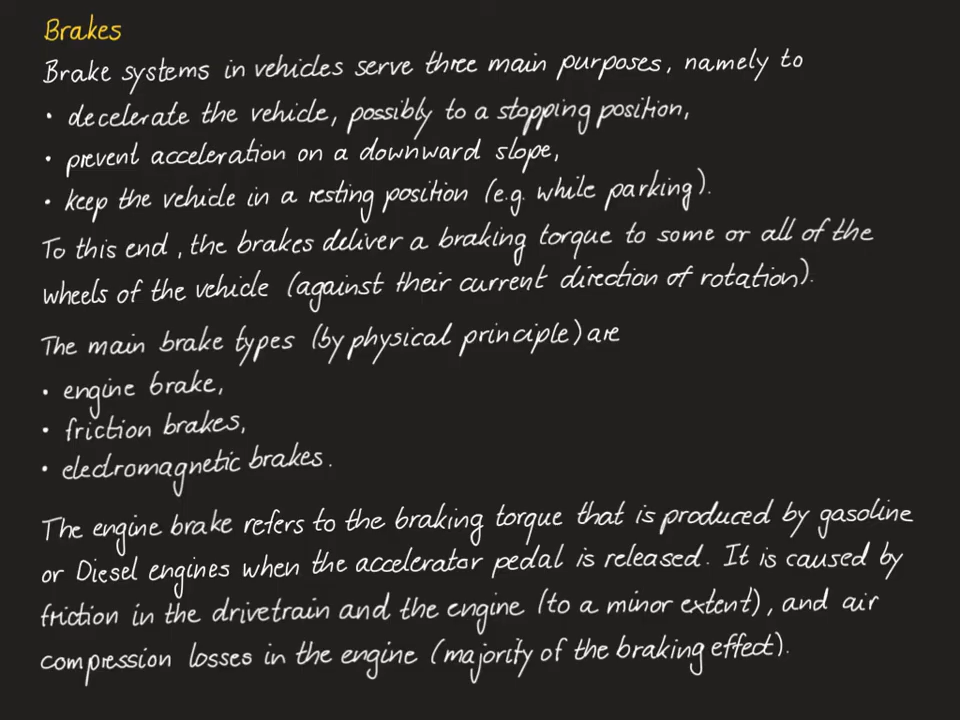 Brakes
Brake systems in vehicles serve three main purposes, namely to
• decelerate the vehicle, possibly to a stopping position,
• prevent acceleration on a downward slope,
• keep the vehicle in a resting position (e.g. while parking).
To this end, the brakes deliver a braking torque to some or all of the
wheels of the vehicle (against their current direction of rotation).
The main brake types (by physical principle) are
• engine brake,
• friction brakes,
• electromagnetic brakes.
The engine brake refers to the braking torque that is produced by gasoline
or Diesel engines when the accelerator pedal is released. It is caused by
friction in the drivetrain and the engine (to a minor extent), and air
compression losses in the engine (majority of the braking effect).